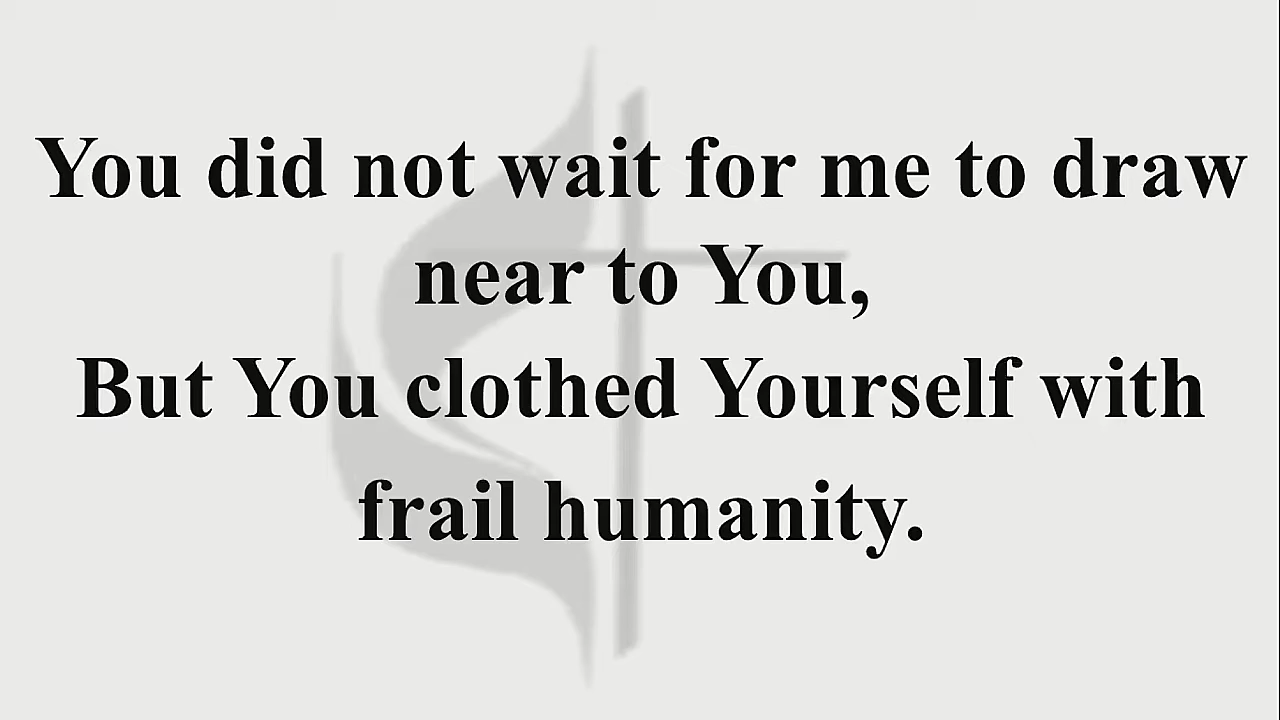 You did not wait for me to draw
near to You,
But You clothed Yourself with
frail humanity.